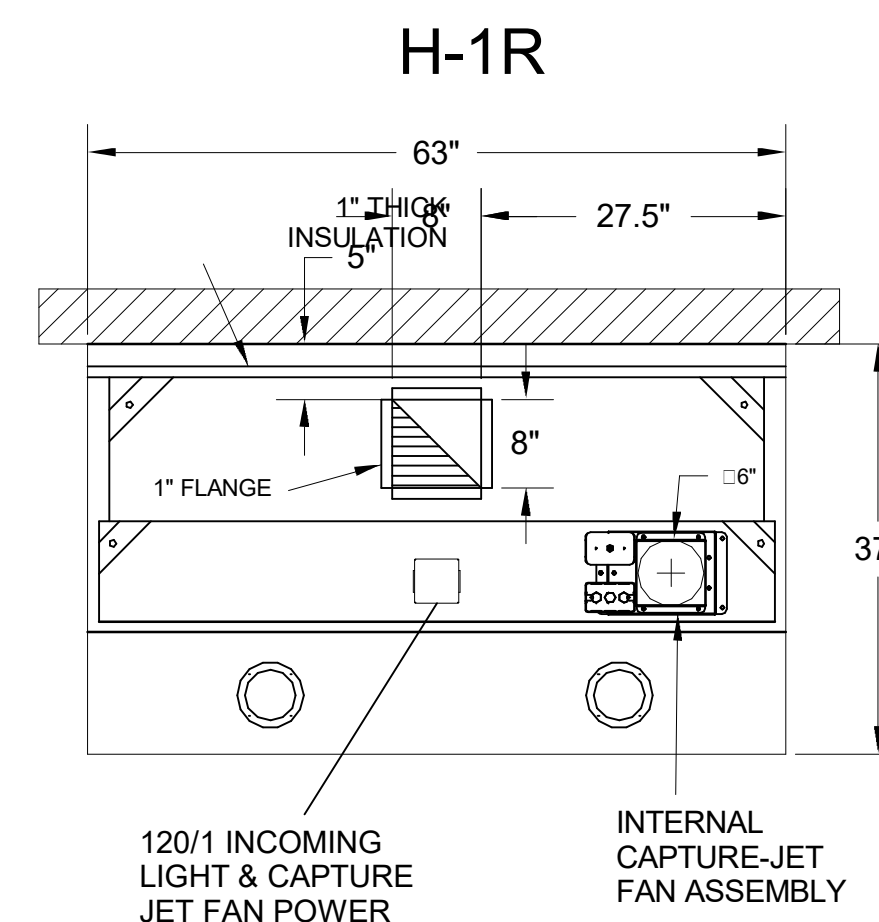 H-1R
63"
1" THICK
8"
27.5"
INSULATION
5"
8"
1" FLANGE
□6"
37
120/1 INCOMING
LIGHT & CAPTURE
JET FAN POWER
INTERNAL
CAPTURE-JET
FAN ASSEMBLY